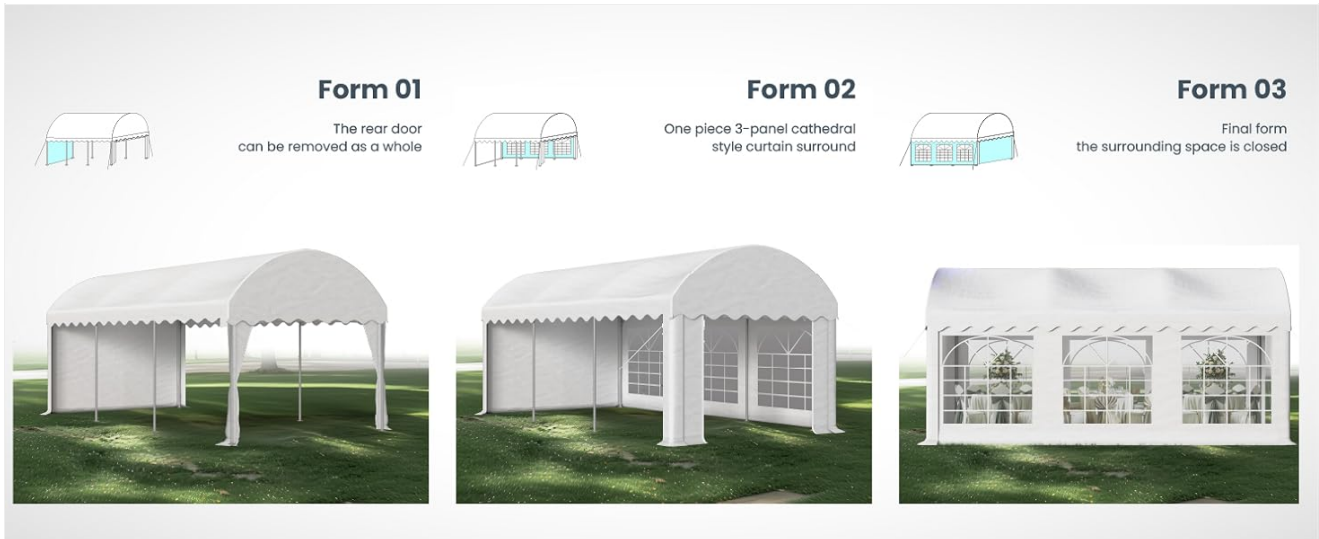 Form 01
The rear door
can be removed as a whole
Form 02
One piece 3-panel cathedral
style curtain surround
Form 03
Final form
the surrounding space is closed